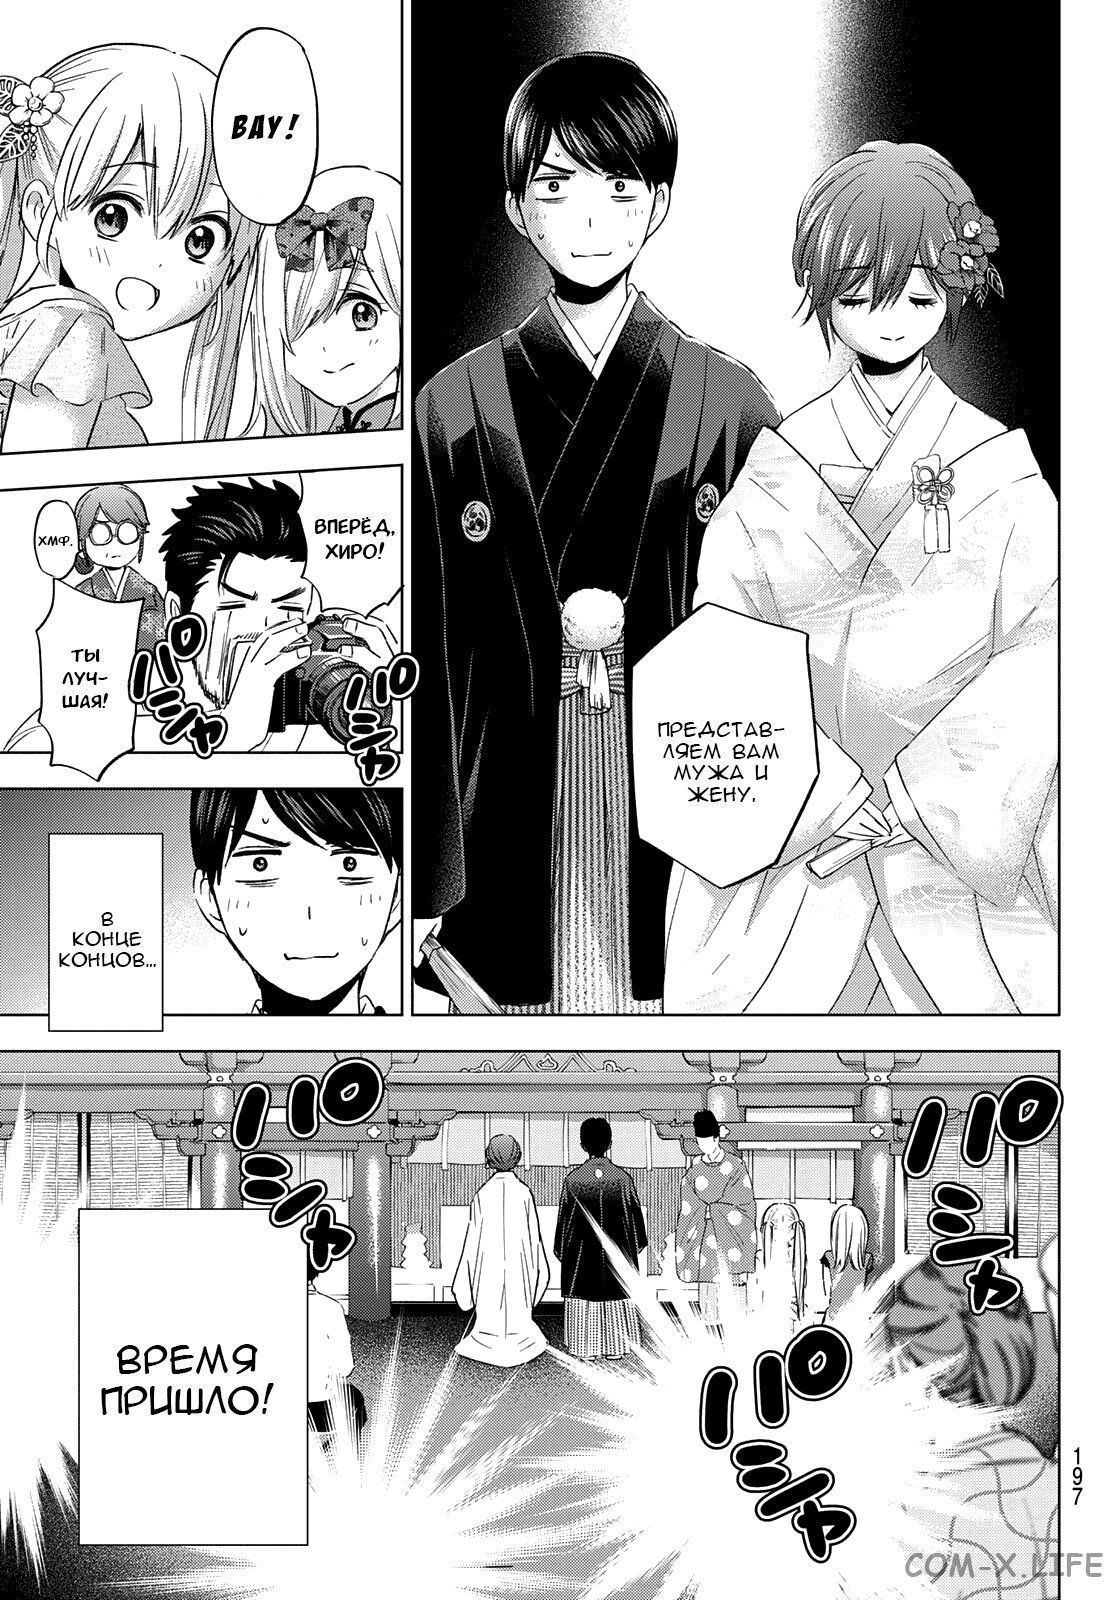 ПРЕДСТАВ-
ЛЯЕМ ВАМ
МУЖА И
ЖЕНУ.
ВАУ!
ВПЕРЁД,
ХИРО!
ХМФ.
ТЫ
ЛУЧ-
ШАЯ!
パシャ
パシャ
В
КОНЦЕ
КОНЦОВ...
パシャ
パシャ
パシャ
ВРЕМЯ
ПРИШЛО!
197
COM-X.LIFE